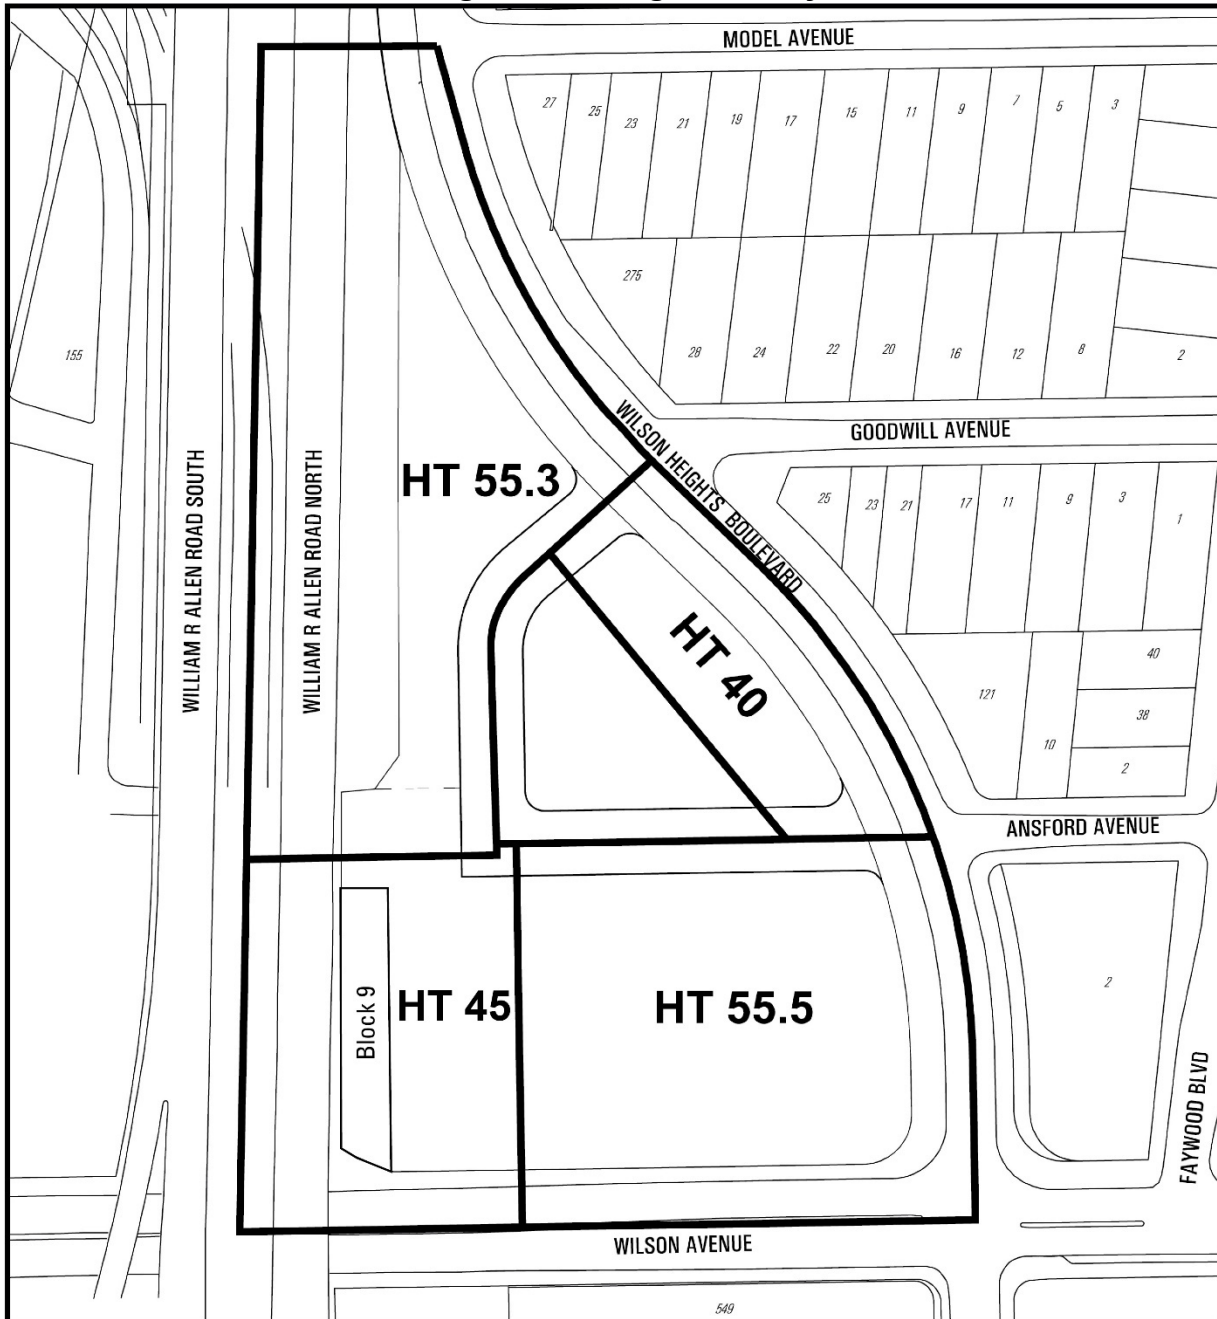 MODEL AVENUE
27
25
23
21
19
17
15
11
9
7
5
3
275
28
24
22
20
16
12
8
2
155
GOODWILL AVENUE
WILSON HEIGHTS BOULEVARD
HT 55.3
25
23
21
17
11
9
3
1
WILLIAM R ALLEN ROAD SOUTH
WILLIAM R ALLEN ROAD NORTH
HT 40
121
10
40
38
2
ANSFORD AVENUE
Block 9
HT 45
HT 55.5
2
FAYWOOD BLVD
WILSON AVENUE
549